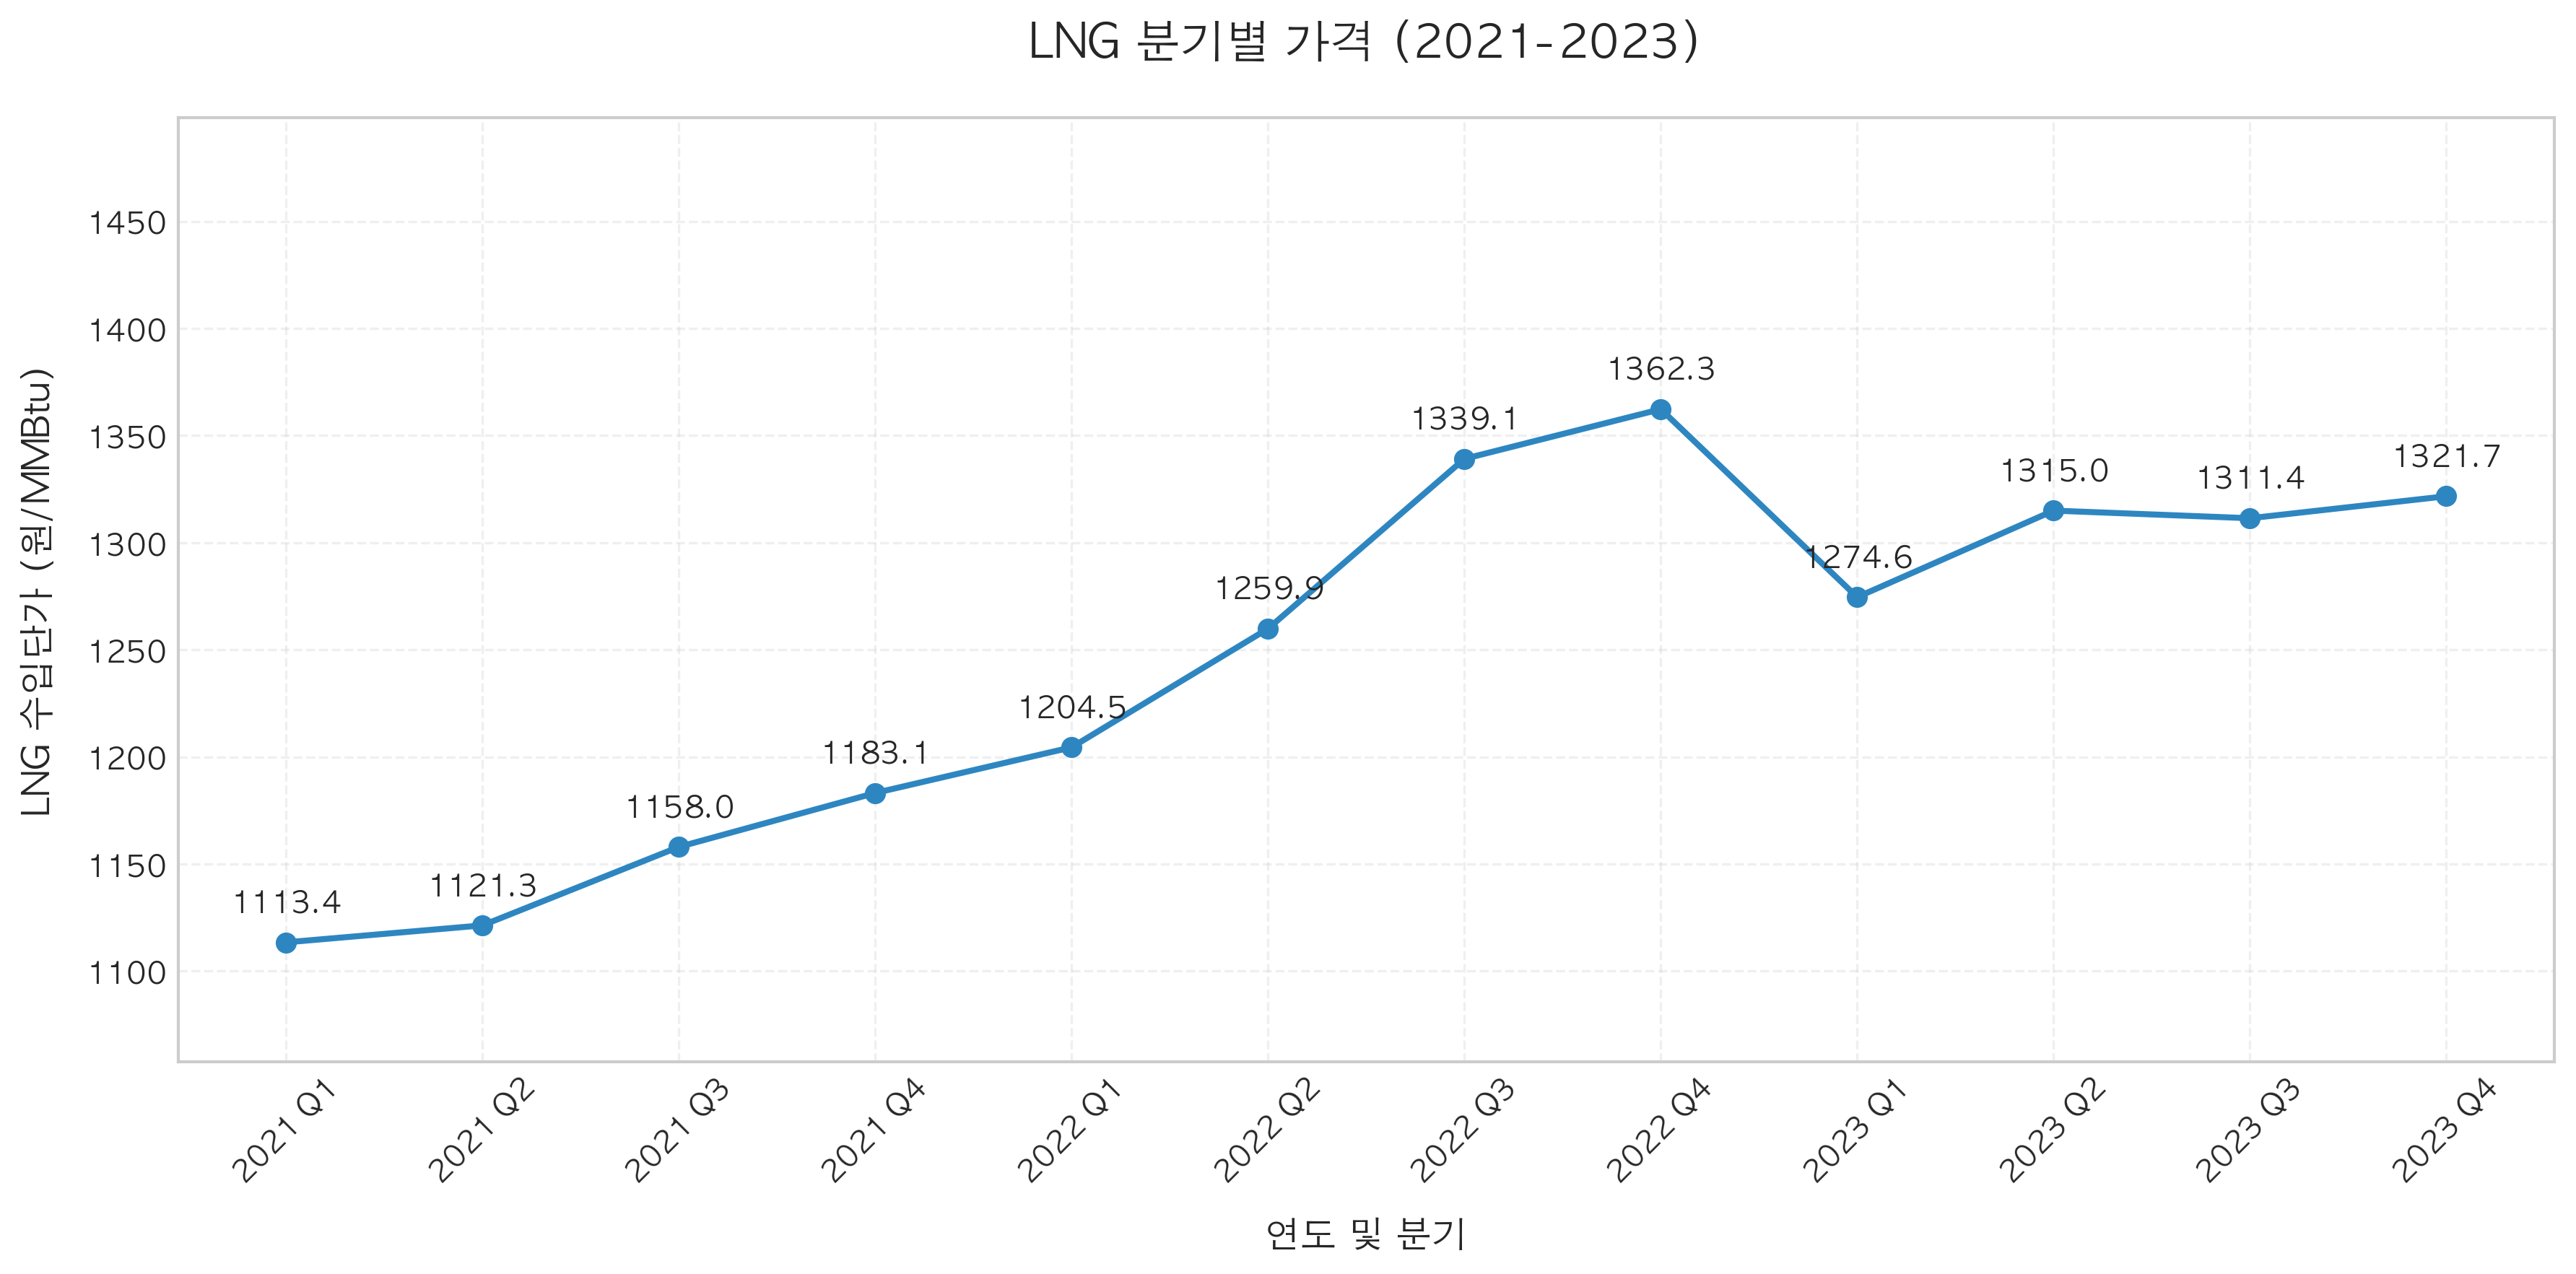 LNG 분기별 가격 (2021-2023)
LNG 수입단가 (원/MMBtu)
1450
1400
1350
1300
1250
1200
1150
1100
1113.4
1121.3
1158.0
1183.1
1204.5
1259.9
1339.1
1362.3
1274.6
1315.0
1311.4
1321.7
2021 Q1
2021 Q2
2021 Q3
2021 Q4
2022 Q1
2022 Q2
2022 Q3
2022 Q4
2023 Q1
2023 Q2
2023 Q3
2023 Q4
연도 및 분기